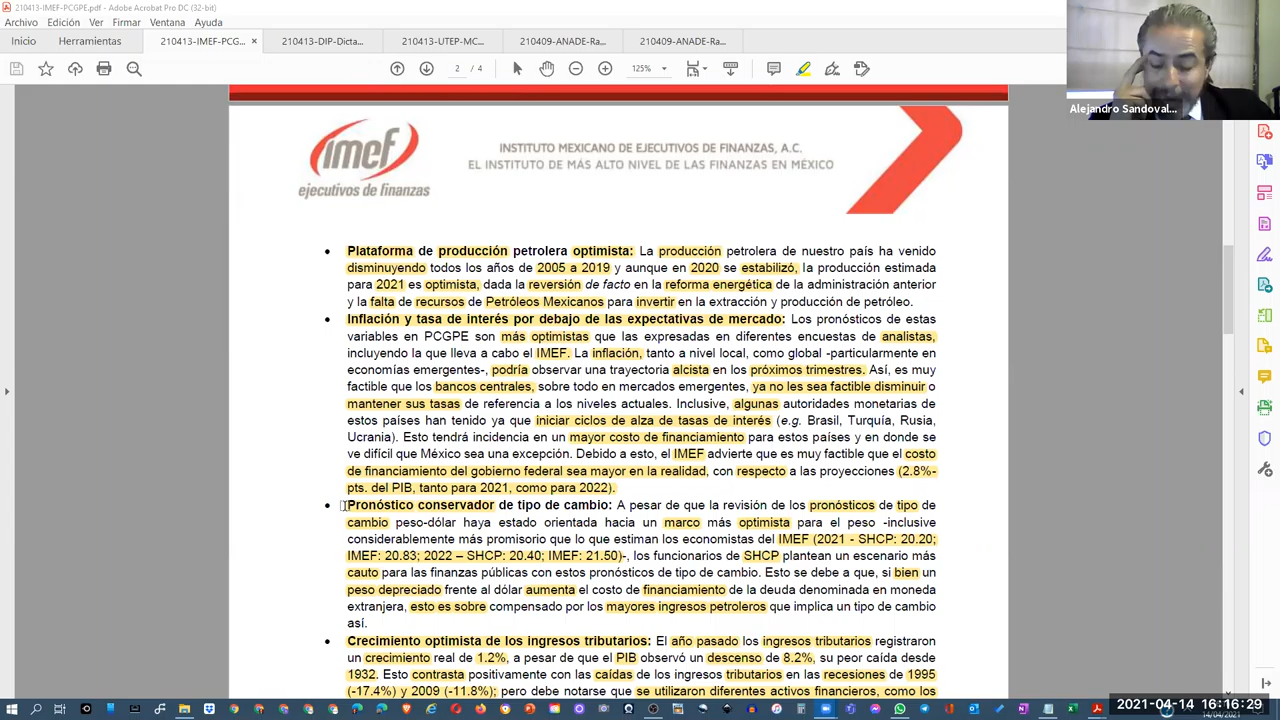 210413-IMEF-PCGPE.pdf - Adobe Acrobat Pro DC (32-bit)
Archivo Edición Ver Firmar Ventana Ayuda
Inicio Herramientas 210413-IMEF-PCG... × 210413-DIP-Dicta... 210413-UTEP-MC... 210409-ANADE-Ra... 210409-ANADE-Ra...
2 / 4 125%
Alejandro Sandoval...
imef
ejecutivos de finanzas
INSTITUTO MEXICANO DE EJECUTIVOS DE FINANZAS, A.C.
EL INSTITUTO DE MÁS ALTO NIVEL DE LAS FINANZAS EN MÉXICO
• Plataforma de producción petrolera optimista: La producción petrolera de nuestro país ha venido
disminuyendo todos los años de 2005 a 2019 y aunque en 2020 se estabilizó, la producción estimada
para 2021 es optimista, dada la reversión de facto en la reforma energética de la administración anterior
y la falta de recursos de Petróleos Mexicanos para invertir en la extracción y producción de petróleo.
• Inflación y tasa de interés por debajo de las expectativas de mercado: Los pronósticos de estas
variables en PCGPE son más optimistas que las expresadas en diferentes encuestas de analistas,
incluyendo la que lleva a cabo el IMEF. La inflación, tanto a nivel local, como global -particularmente en
economías emergentes-, podría observar una trayectoria alcista en los próximos trimestres. Así, es muy
factible que los bancos centrales, sobre todo en mercados emergentes, ya no les sea factible disminuir o
mantener sus tasas de referencia a los niveles actuales. Inclusive, algunas autoridades monetarias de
estos países han tenido ya que iniciar ciclos de alza de tasas de interés (e.g. Brasil, Turquía, Rusia,
Ucrania). Esto tendrá incidencia en un mayor costo de financiamiento para estos países y en donde se
ve difícil que México sea una excepción. Debido a esto, el IMEF advierte que es muy factible que el costo
de financiamiento del gobierno federal sea mayor en la realidad, con respecto a las proyecciones (2.8%-
pts. del PIB, tanto para 2021, como para 2022).
• Pronóstico conservador de tipo de cambio: A pesar de que la revisión de los pronósticos de tipo de
cambio peso-dólar haya estado orientada hacia un marco más optimista para el peso -inclusive
considerablemente más promisorio que lo que estiman los economistas del IMEF (2021 - SHCP: 20.20;
IMEF: 20.83; 2022 – SHCP: 20.40; IMEF: 21.50)-, los funcionarios de SHCP plantean un escenario más
cauto para las finanzas públicas con estos pronósticos de tipo de cambio. Esto se debe a que, si bien un
peso depreciado frente al dólar aumenta el costo de financiamiento de la deuda denominada en moneda
extranjera, esto es sobre compensado por los mayores ingresos petroleros que implica un tipo de cambio
así.
• Crecimiento optimista de los ingresos tributarios: El año pasado los ingresos tributarios registraron
un crecimiento real de 1.2%, a pesar de que el PIB observó un descenso de 8.2%, su peor caída desde
1932. Esto contrasta positivamente con las caídas de los ingresos tributarios en las recesiones de 1995
(-17.4%) y 2009 (-11.8%); pero debe notarse que se utilizaron diferentes activos financieros, como los
2021-04-14 16:16:29
14/04/2021